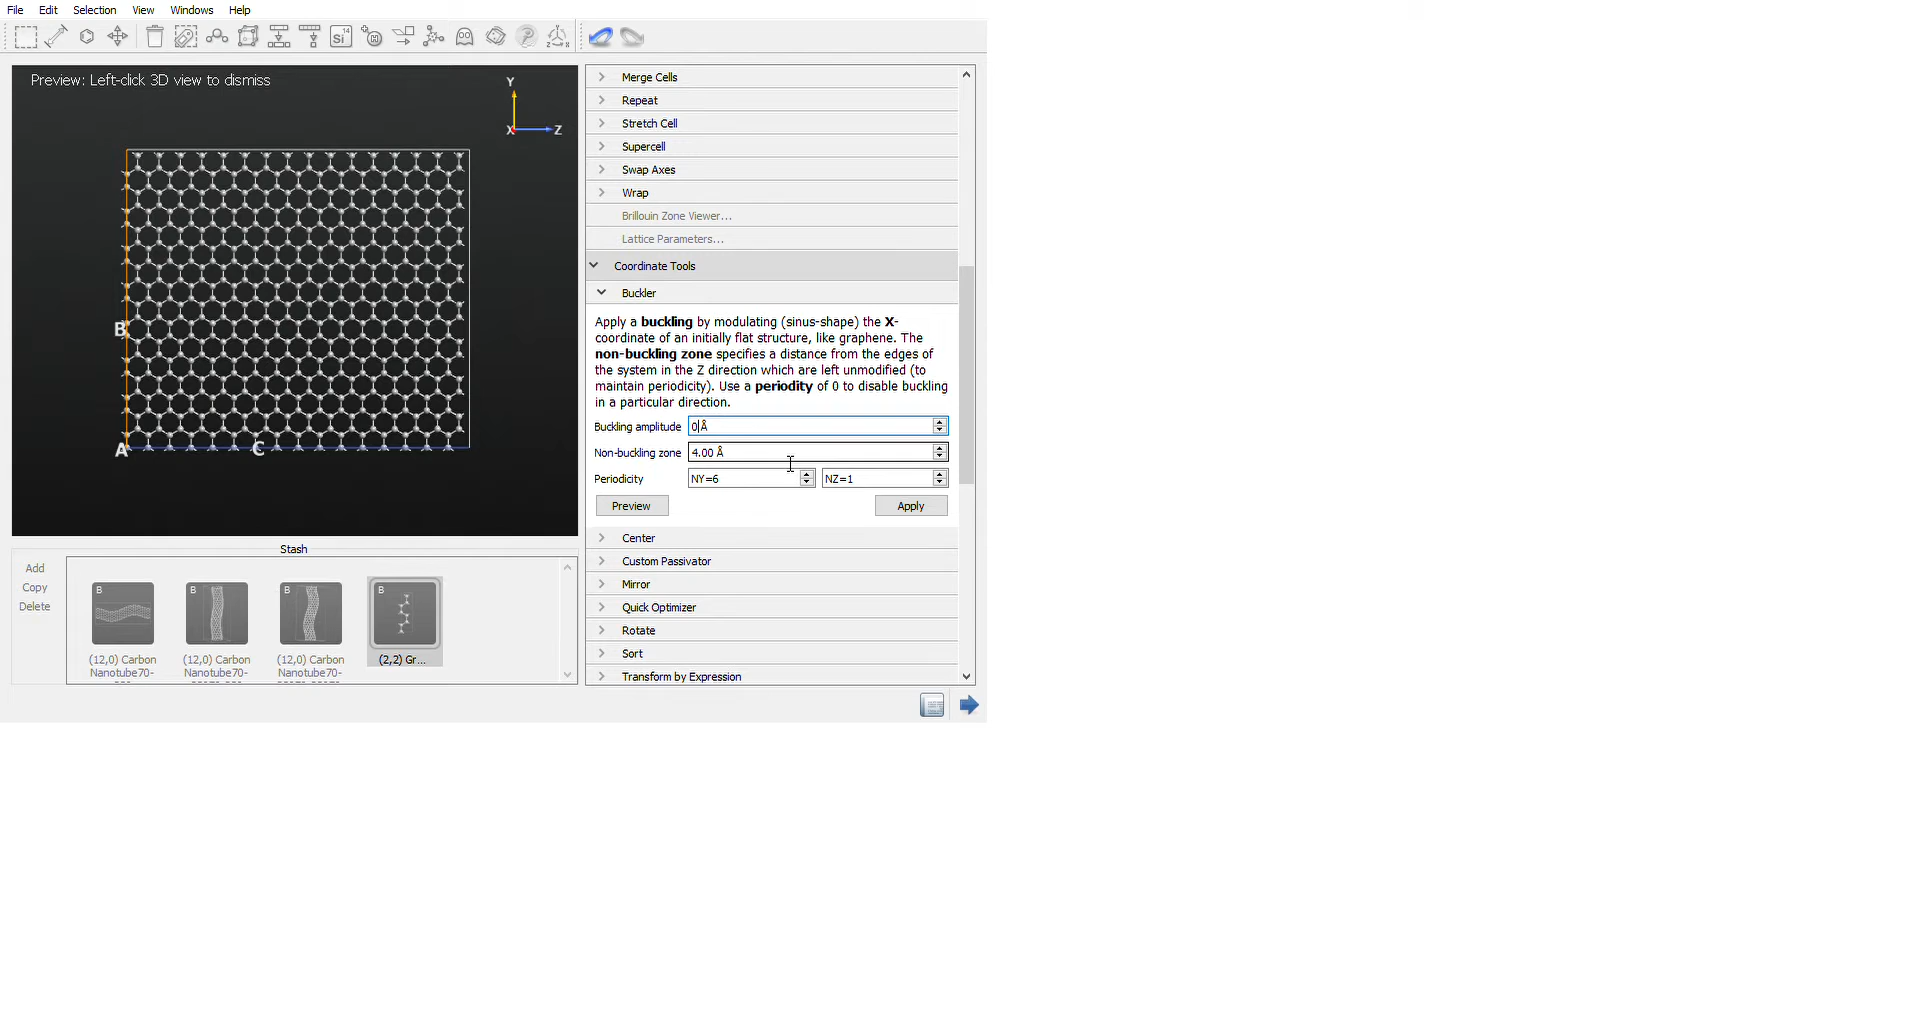 File Edit Selection View Windows Help
Si 14
Preview: Left-click 3D view to dismiss
Y
X Z
B
A C
Stash
Add
Copy
Delete
B B B B
(12,0) Carbon (12,0) Carbon (12,0) Carbon (2,2) Gr...
Nanotube70- Nanotube70- Nanotube70-
Merge Cells
Repeat
Stretch Cell
Supercell
Swap Axes
Wrap
Brillouin Zone Viewer...
Lattice Parameters...
Coordinate Tools
Buckler
Apply a buckling by modulating (sinus-shape) the X-
coordinate of an initially flat structure, like graphene. The
non-buckling zone specifies a distance from the edges of
the system in the Z direction which are left unmodified (to
maintain periodicity). Use a periodity of 0 to disable buckling
in a particular direction.
Buckling amplitude 0 Å
Non-buckling zone 4.00 Å
Periodicity NY=6 NZ=1
Preview Apply
Center
Custom Passivator
Mirror
Quick Optimizer
Rotate
Sort
Transform by Expression